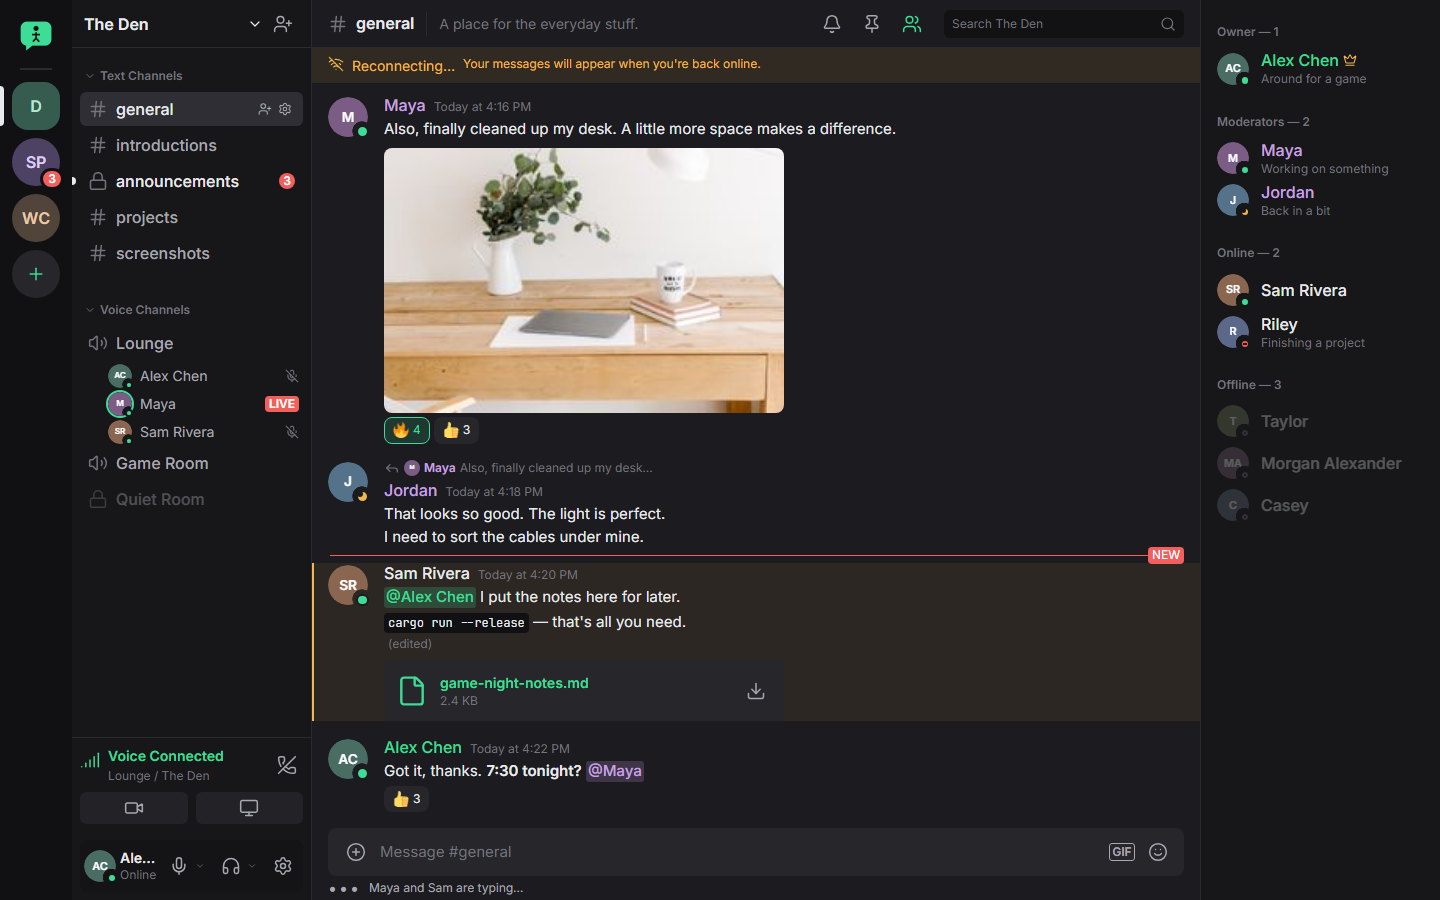 The Den
general
A place for the everyday stuff.
Search The Den
D
SP
3
WC
Text Channels
general
introductions
announcements
3
projects
screenshots
Voice Channels
Lounge
AC
Alex Chen
M
Maya
LIVE
SR
Sam Rivera
Game Room
Quiet Room
Voice Connected
Lounge / The Den
AC
Ale...
Online
Reconnecting...
Your messages will appear when you're back online.
M
Maya
Today at 4:16 PM
Also, finally cleaned up my desk. A little more space makes a difference.
4
3
M
Maya Also, finally cleaned up my desk...
J
Jordan
Today at 4:18 PM
That looks so good. The light is perfect.
I need to sort the cables under mine.
NEW
SR
Sam Rivera
Today at 4:20 PM
@Alex Chen I put the notes here for later.
cargo run --release — that's all you need.
(edited)
game-night-notes.md
2.4 KB
AC
Alex Chen
Today at 4:22 PM
Got it, thanks. 7:30 tonight? @Maya
3
Message #general
GIF
Maya and Sam are typing...
Owner — 1
AC
Alex Chen
Around for a game
Moderators — 2
M
Maya
Working on something
J
Jordan
Back in a bit
Online — 2
SR
Sam Rivera
R
Riley
Finishing a project
Offline — 3
T
Taylor
MA
Morgan Alexander
C
Casey